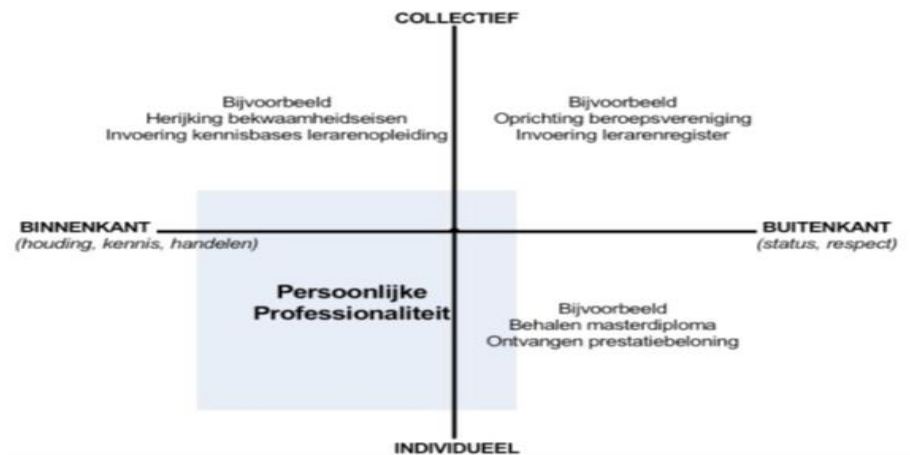 COLLECTIEF
Bijvoorbeeld
Herijking bekwaamheidseisen
Invoering kennisbases lerarenopleiding
Bijvoorbeeld
Oprichting beroepsvereniging
Invoering lerarenregister
BINNENKANT
(houding, kennis, handelen)
BUITENKANT
(status, respect)
Persoonlijke
Professionaliteit
Bijvoorbeeld
Behalen masterdiploma
Ontvangen prestatiebeloning
INDIVIDUEEL